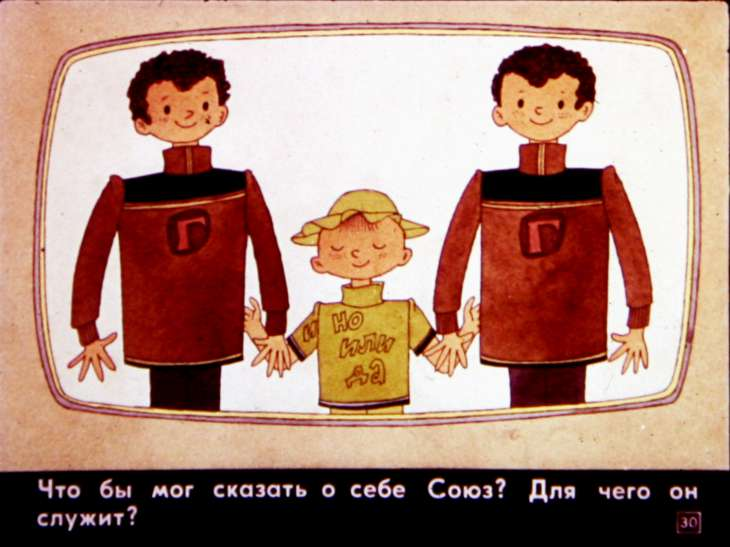 Г
Г
и
но
или
да
Что бы мог сказать о себе Союз? Для чего он
служит?
30